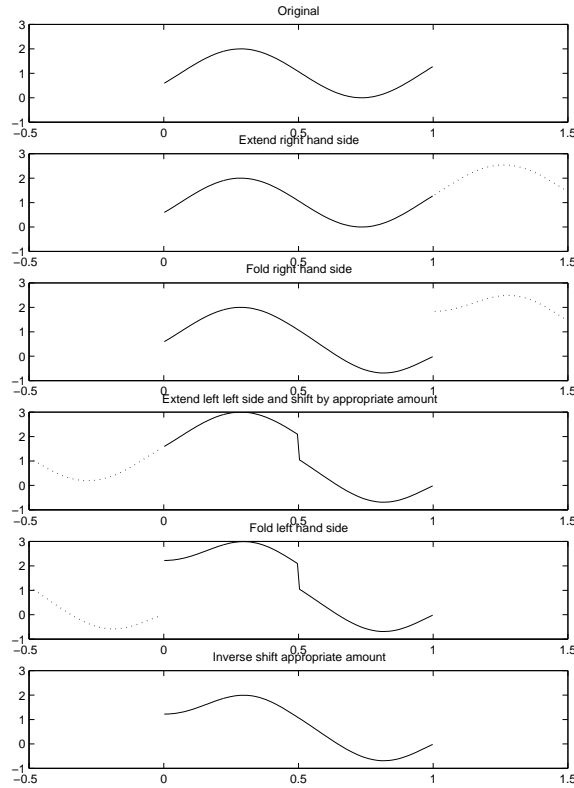 Original
3
2
1
0
−1
−0.5 0 0.5 1 1.5
Extend right hand side
3
2
1
0
−1
−0.5 0 0.5 1 1.5
Fold right hand side
3
2
1
0
−1
−0.5 0 0.5 1 1.5
Extend left left side and shift by appropriate amount
3
2
1
0
−1
−0.5 0 0.5 1 1.5
Fold left hand side
3
2
1
0
−1
−0.5 0 0.5 1 1.5
Inverse shift appropriate amount
3
2
1
0
−1
−0.5 0 0.5 1 1.5